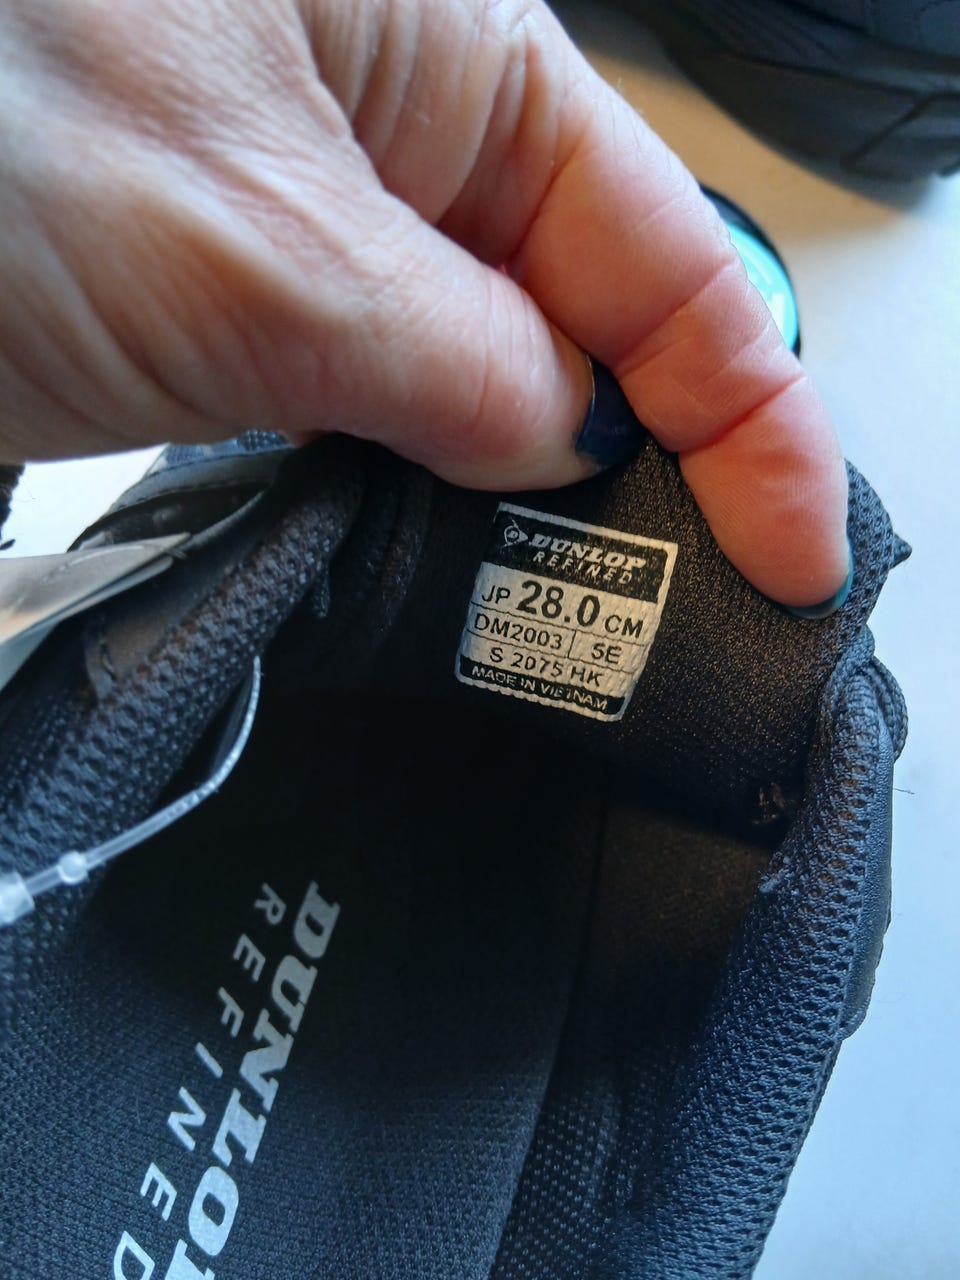 DUNLOP
REFINED
JP 28.0 CM
DM2003 5E
S 2075 HK
MADE IN VIETNAM
DUNLOP
REFINED